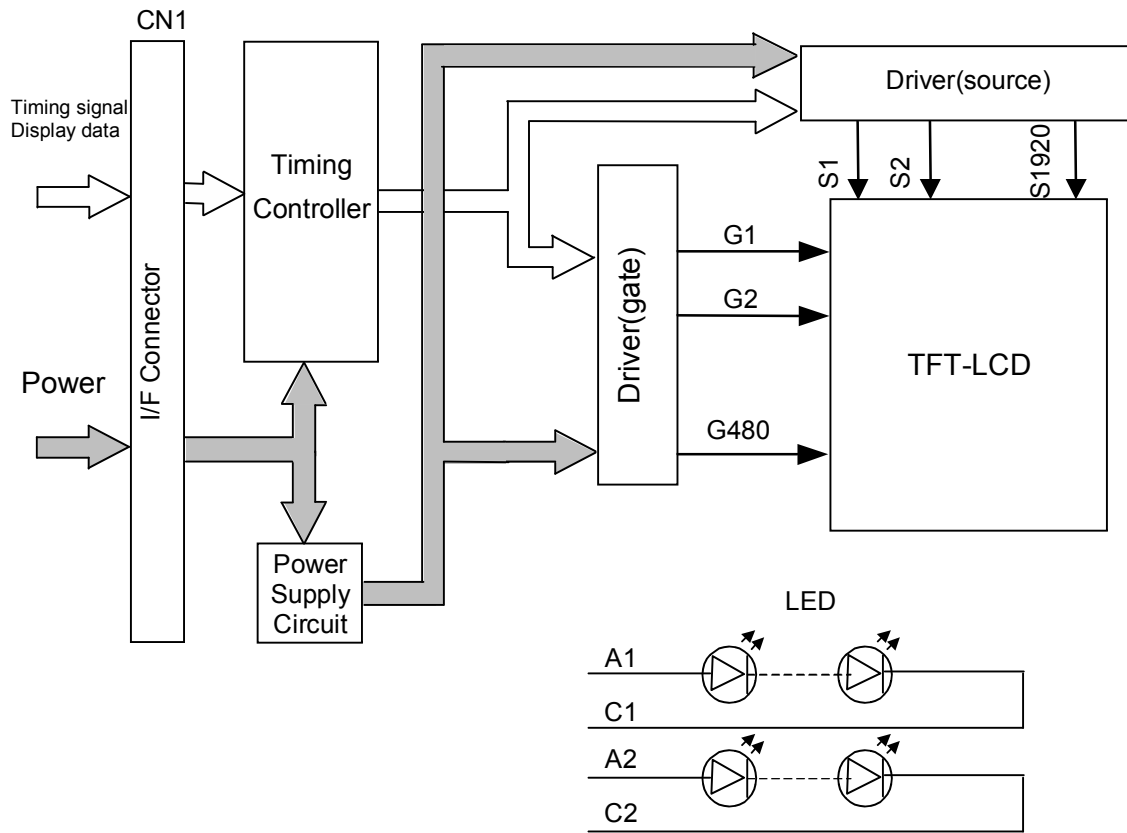 CN1
Timing signal
Display data
Power
I/F Connector
Timing
Controller
Power
Supply
Circuit
Driver(source)
S1
S2
S1920
Driver(gate)
G1
G2
G480
TFT-LCD
LED
A1
C1
A2
C2